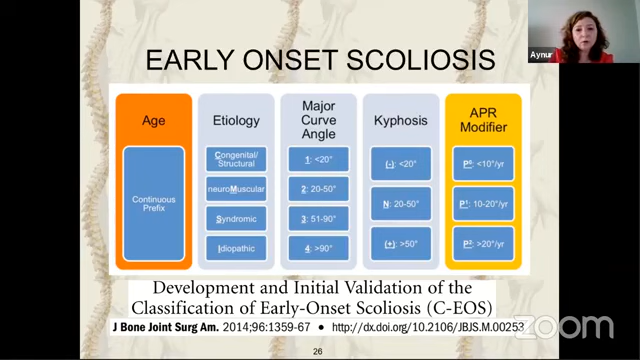 Aynur
EARLY ONSET SCOLIOSIS
Age
Continuous
Prefix
Etiology
Congenital/
Structural
neuroMuscular
Syndromic
Idiopathic
Major
Curve
Angle
1: <20°
2: 20-50°
3: 51-90°
4: >90°
Kyphosis
(-): <20°
N: 20-50°
(+): >50°
APR
Modifier
P⁰: <10°/yr
P¹: 10-20°/yr
P²: >20°/yr
Development and Initial Validation of the
Classification of Early-Onset Scoliosis (C-EOS)
J Bone Joint Surg Am. 2014;96:1359-67 • http://dx.doi.org/10.2106/JBJS.M.00253
zoom
26